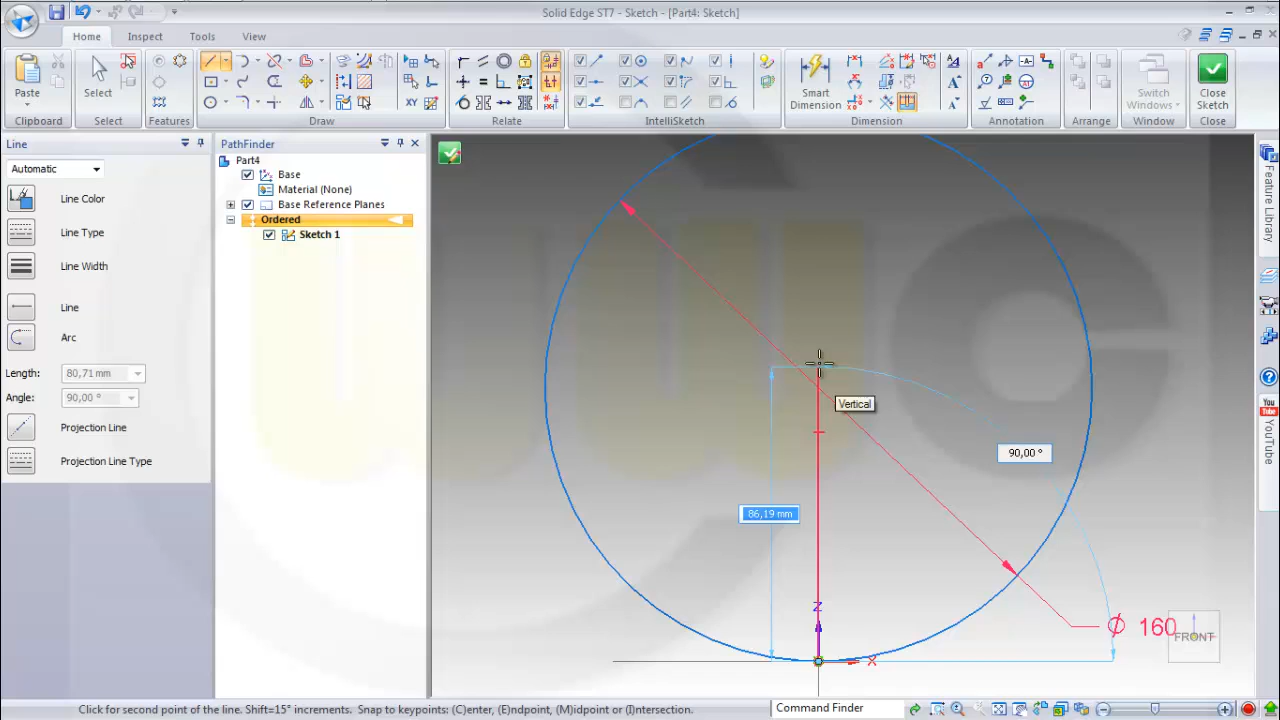 Solid Edge ST7 - Sketch - [Part4: Sketch]
Home Inspect Tools View
Paste
Select
Smart
Dimension
Switch
Windows
Close
Sketch
Clipboard Select Features Draw Relate IntelliSketch Dimension Annotation Arrange Window Close
Line
Automatic
Line Color
Line Type
Line Width
Line
Arc
Length: 80,71 mm
Angle: 90,00 °
Projection Line
Projection Line Type
PathFinder
Part4
Base
Material (None)
Base Reference Planes
Ordered
Sketch 1
Vertical
90,00 °
86,19 mm
Z
X
Ø 160
FRONT
Feature Library
You
Tube
YouTube
Click for second point of the line. Shift=15° increments. Snap to keypoints: (C)enter, (E)ndpoint, (M)idpoint or (I)ntersection.
Command Finder